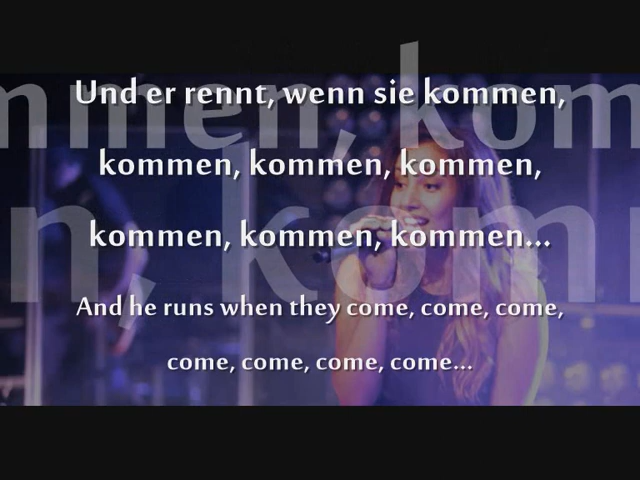 Und er rennt, wenn sie kommen,
kommen, kommen, kommen,
kommen, kommen, kommen...
And he runs when they come, come, come,
come, come, come, come...